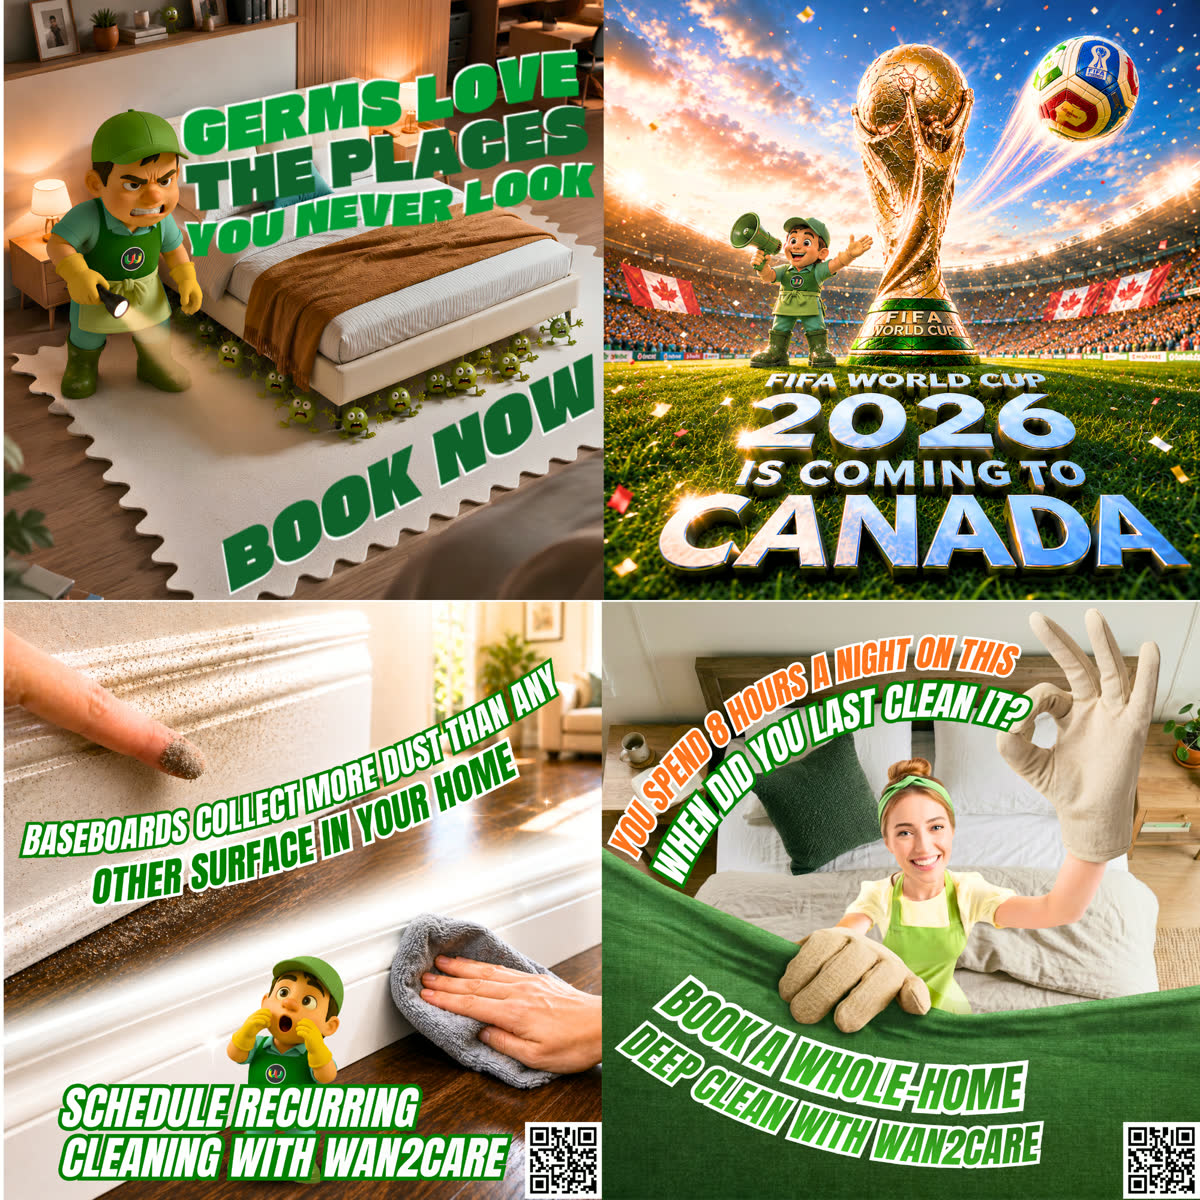 GERMS LOVE
THE PLACES
YOU NEVER LOOK
BOOK NOW
FIFA
FIFA
WORLD CUP
FIFA WORLD CUP
2026
IS COMING TO
CANADA
BASEBOARDS COLLECT MORE DUST THAN ANY
OTHER SURFACE IN YOUR HOME
SCHEDULE RECURRING
CLEANING WITH WAN2CARE
YOU SPEND 8 HOURS A NIGHT ON THIS
WHEN DID YOU LAST CLEAN IT?
BOOK A WHOLE-HOME
DEEP CLEAN WITH WAN2CARE